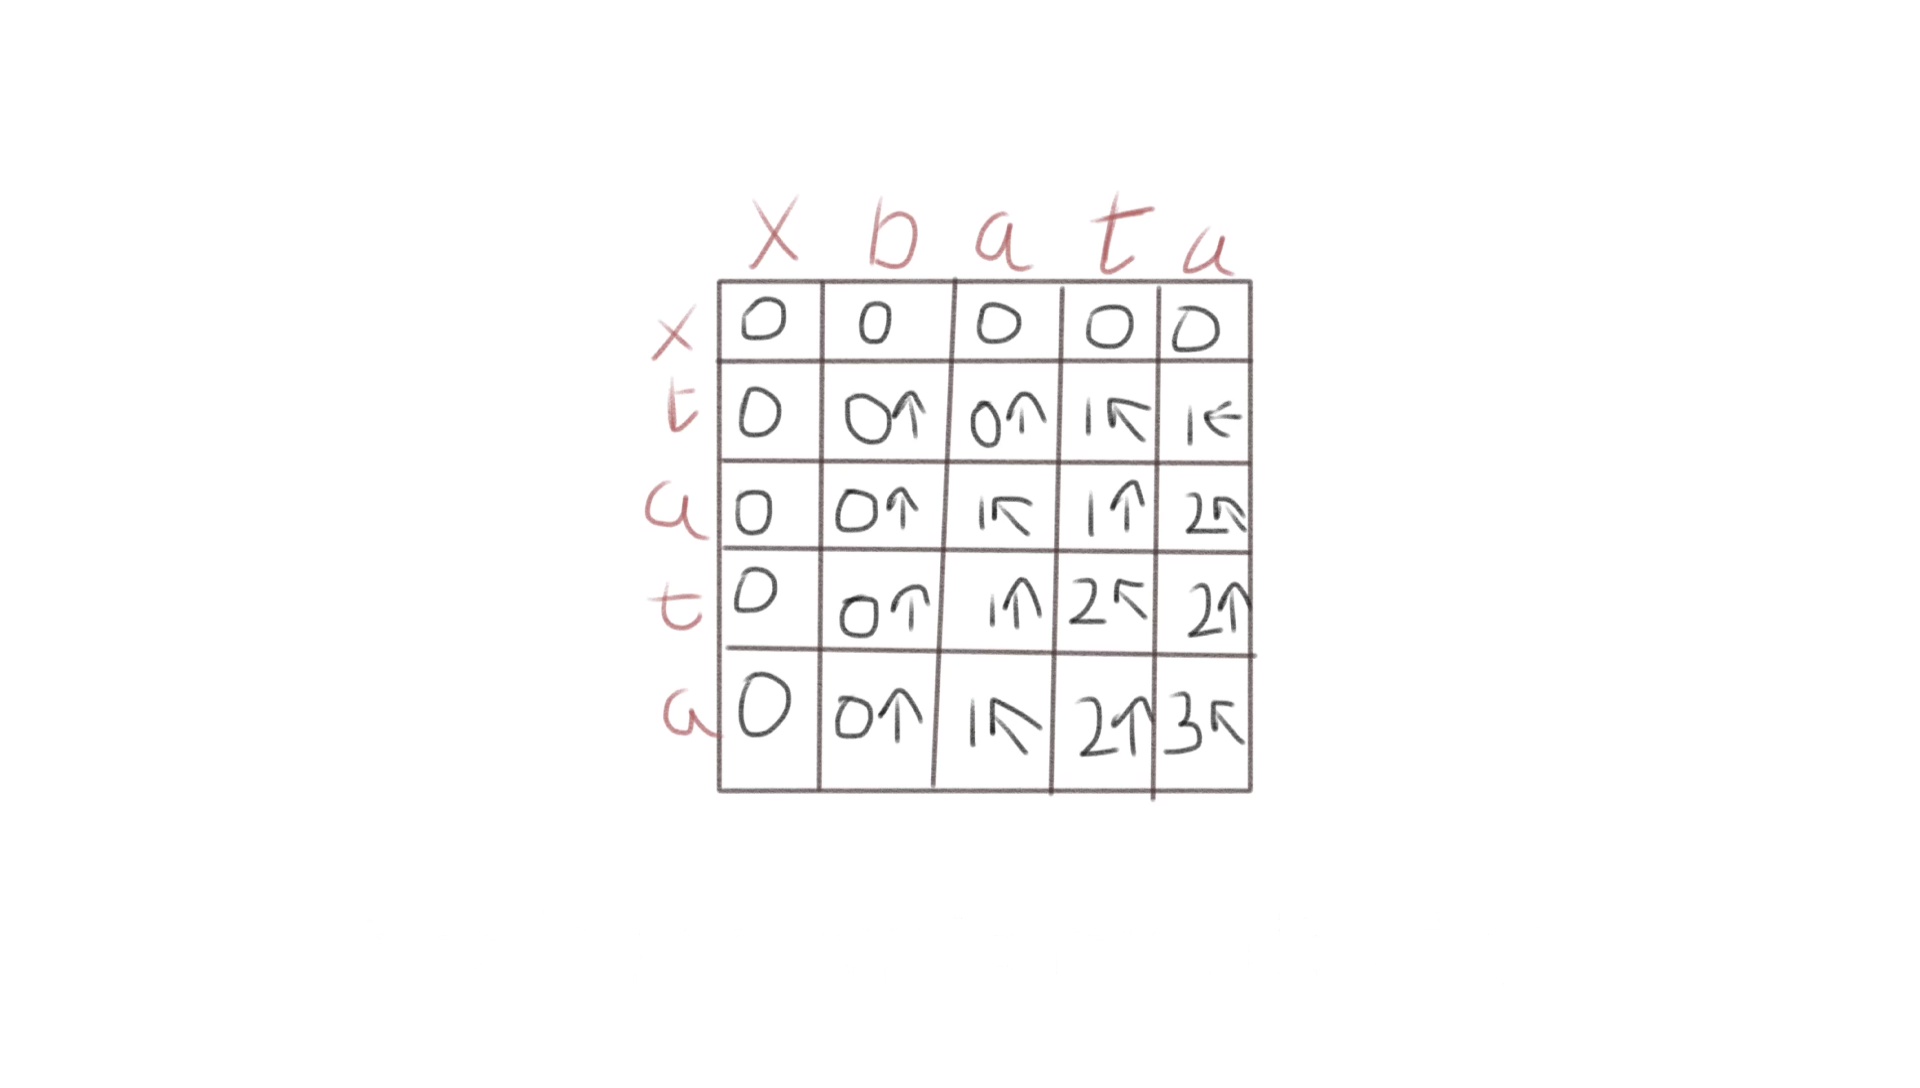 x b a t a
x 0 0 0 0 0
t 0 0↑ 0↑ 1↖ 1←
a 0 0↑ 1↖ 1↑ 2↖
t 0 0↑ 1↑ 2↖ 2↑
a 0 0↑ 1↖ 2↑ 3↖